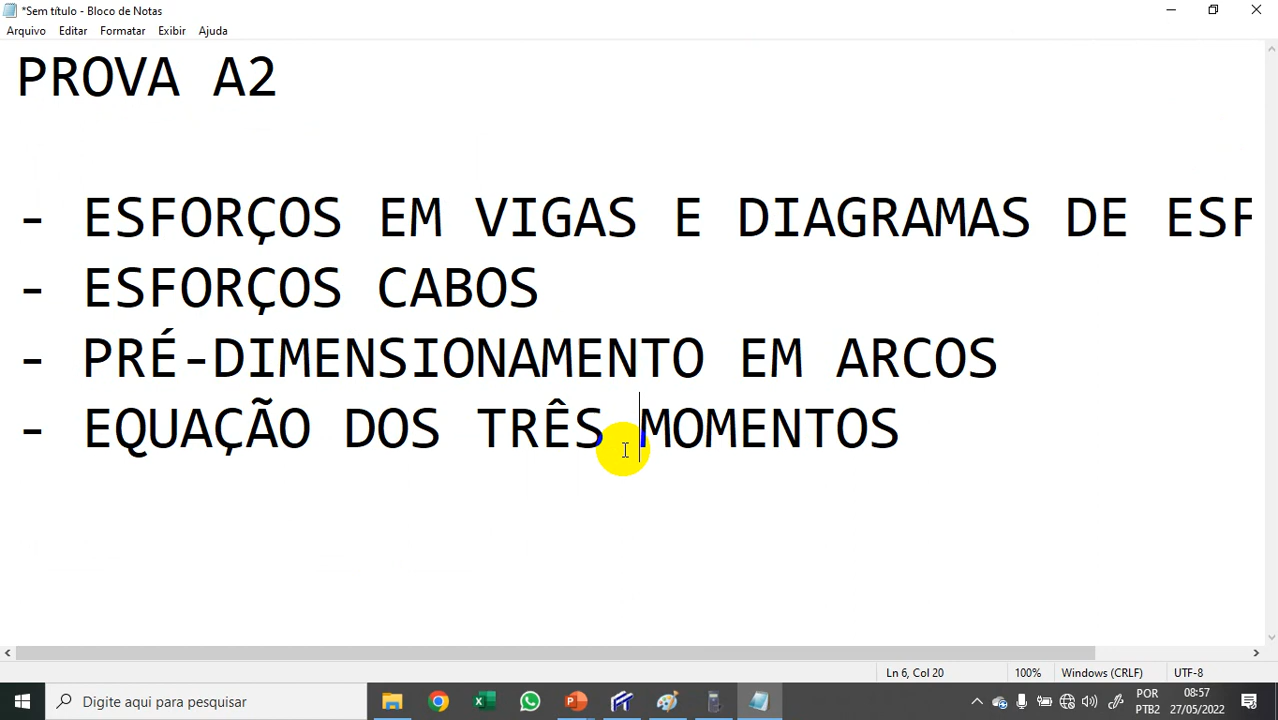 *Sem título - Bloco de Notas
Arquivo Editar Formatar Exibir Ajuda
PROVA A2
- ESFORÇOS EM VIGAS E DIAGRAMAS DE ESF
- ESFORÇOS CABOS
- PRÉ-DIMENSIONAMENTO EM ARCOS
- EQUAÇÃO DOS TRÊS MOMENTOS
Ln 6, Col 20 100% Windows (CRLF) UTF-8
Digite aqui para pesquisar
POR 08:57
PTB2 27/05/2022